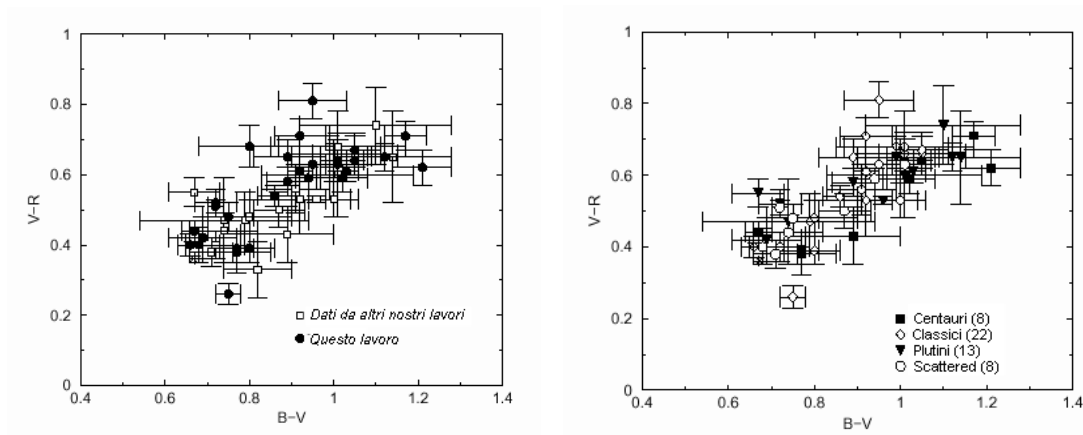 1
0.8
0.6
0.4
0.2
0
V-R
0.4 0.6 0.8 1 1.2 1.4
B-V
Dati da altri nostri lavori
Questo lavoro
1
0.8
0.6
0.4
0.2
0
V-R
0.4 0.6 0.8 1 1.2 1.4
B-V
Centauri (8)
Classici (22)
Plutini (13)
Scattered (8)